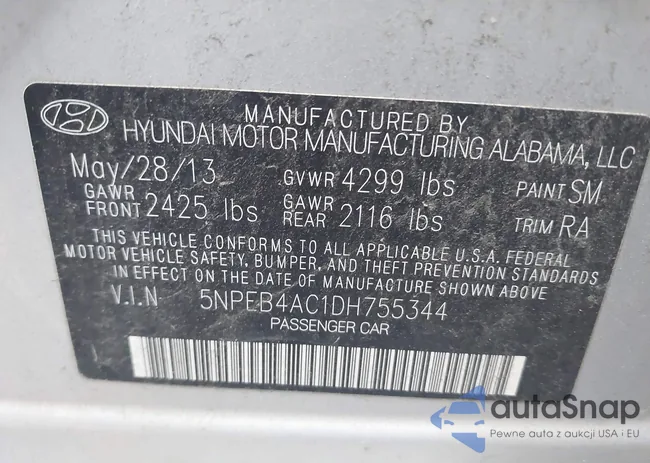 MANUFACTURED BY
HYUNDAI MOTOR MANUFACTURING ALABAMA, LLC
May/28/13 GVWR 4299 lbs PAINT SM
GAWR FRONT 2425 lbs GAWR REAR 2116 lbs TRIM RA
THIS VEHICLE CONFORMS TO ALL APPLICABLE U.S.A. FEDERAL
MOTOR VEHICLE SAFETY, BUMPER, AND THEFT PREVENTION STANDARDS
IN EFFECT ON THE DATE OF MANUFACTURE SHOWN ABOVE.
V.I.N 5NPEB4AC1DH755344
PASSENGER CAR
autaSnap
Pewne auta z aukcji USA i EU